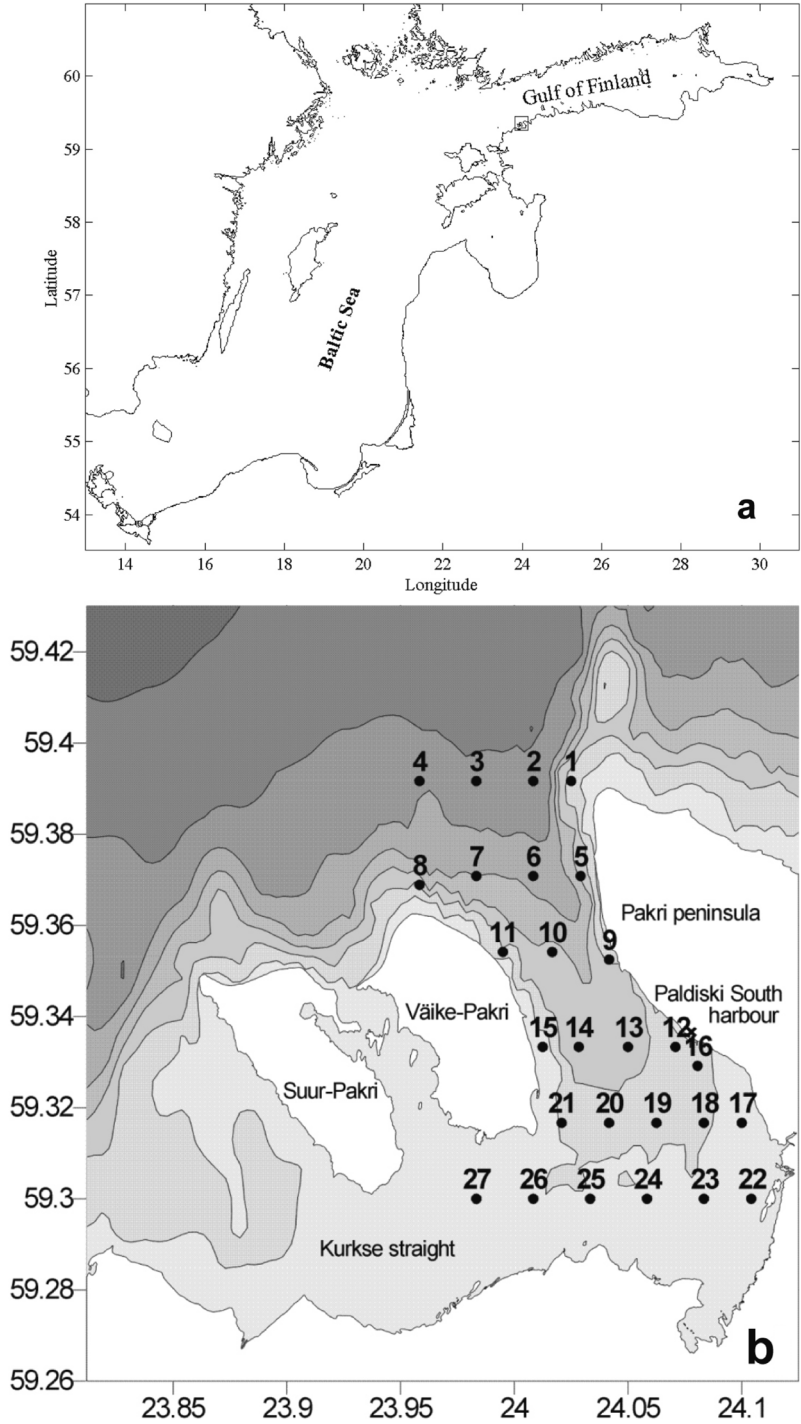 60
Gulf of Finland
59
58
Latitude
57
Baltic Sea
56
55
54
a
14 16 18 20 22 24 26 28 30
Longitude
59.42
59.4
4 3 2 1
59.38
8 7 6 5
59.36
Pakri peninsula
11 10 9
Väike-Pakri
Paldiski South
harbour
59.34
15 14 13 12
16
Suur-Pakri
59.32
21 20 19 18 17
59.3
27 26 25 24 23 22
Kurkse straight
59.28
b
59.26
23.85 23.9 23.95 24 24.05 24.1